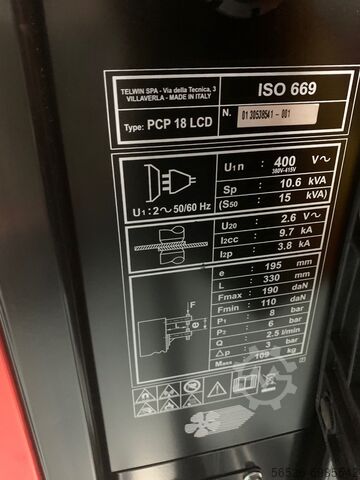 TELWIN SPA - Via della Tecnica, 3
VILLAVERLA - MADE IN ITALY
ISO 669
Type: PCP 18 LCD
N. 0130538541 - 001
U1n : 400 V~
380V-415V
Sp : 10.6 kVA
(S50 : 15 kVA)
U1: 2~ 50/60 Hz
U20 : 2.6 V~
I2cc : 9.7 kA
I2p : 3.8 kA
e : 195 mm
L : 330 mm
Fmax : 190 daN
Fmin : 110 daN
P1 : 8 bar
P2 : 6 bar
Q : 2.5 l/min
Δp : 3 bar
Mass : 109 kg
F
e